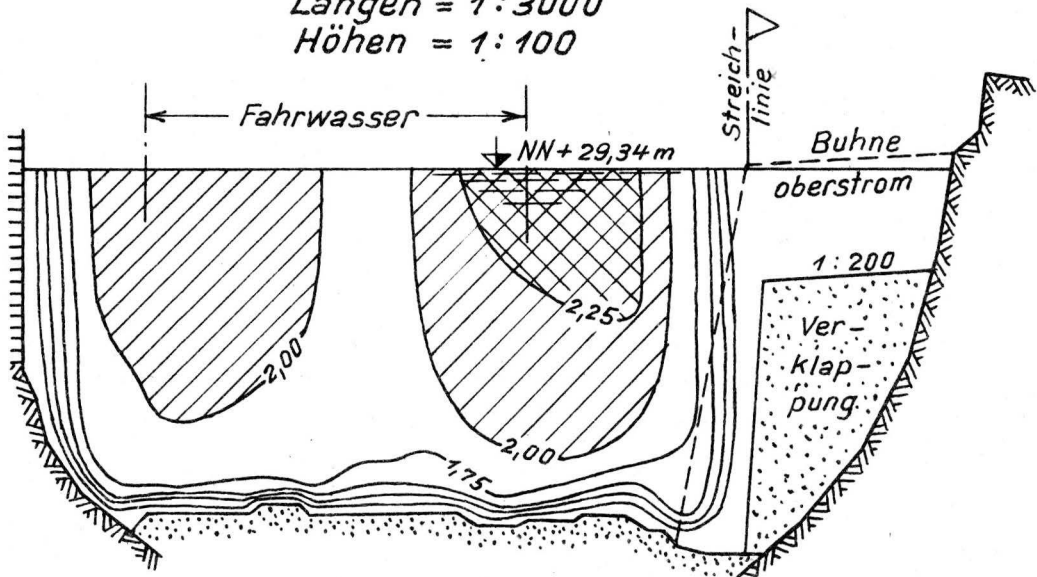 Längen = 1:3000
Höhen = 1:100
Streich-
linie
Fahrwasser
NN + 29,34 m
Buhne
oberstrom
1:200
2,25
Ver-
klap-
pung
2,00
2,00
1,75